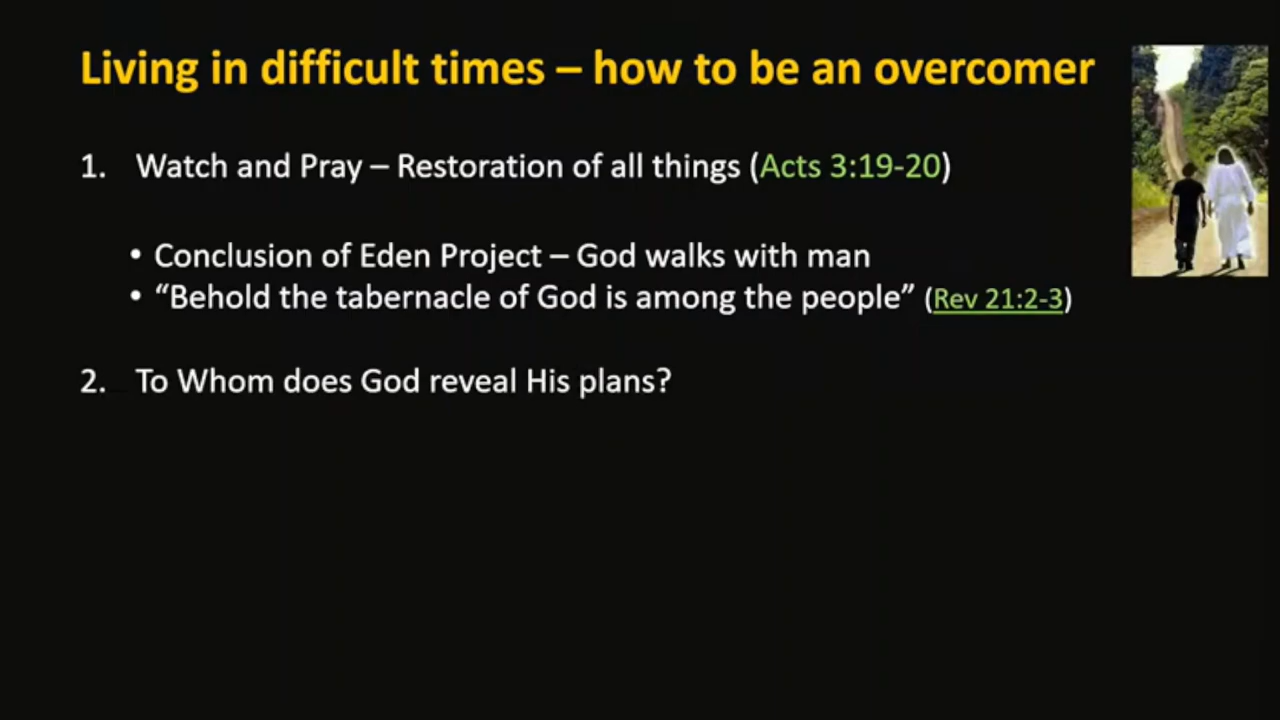 Living in difficult times – how to be an overcomer
1. Watch and Pray – Restoration of all things (Acts 3:19-20)
• Conclusion of Eden Project – God walks with man
• “Behold the tabernacle of God is among the people” (Rev 21:2-3)
2. To Whom does God reveal His plans?